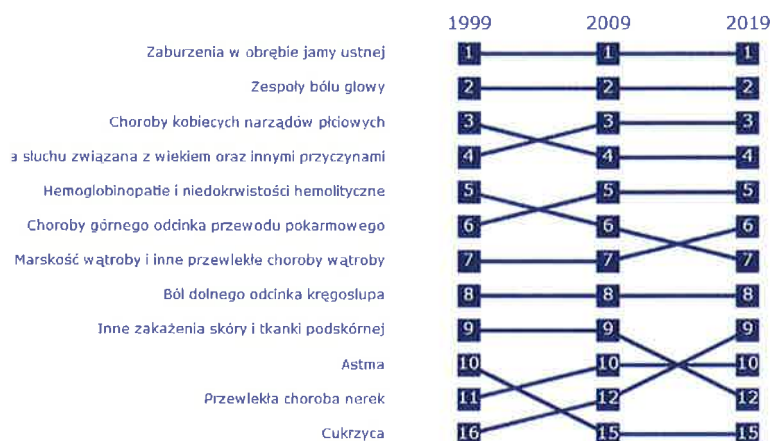 1999 2009 2019
Zaburzenia w obrębie jamy ustnej 1 1 1
Zespoły bólu głowy 2 2 2
Choroby kobiecych narządów płciowych 3 3 3
a słuchu związana z wiekiem oraz innymi przyczynami 4 4 4
Hemoglobinopatie i niedokrwistości hemolityczne 5 5 5
Choroby górnego odcinka przewodu pokarmowego 6 6 6
Marskość wątroby i inne przewlekłe choroby wątroby 7 7 7
Ból dolnego odcinka kręgosłupa 8 8 8
Inne zakażenia skóry i tkanki podskórnej 9 9 9
Astma 10 10 10
Przewlekła choroba nerek 11 12 12
Cukrzyca 16 15 15